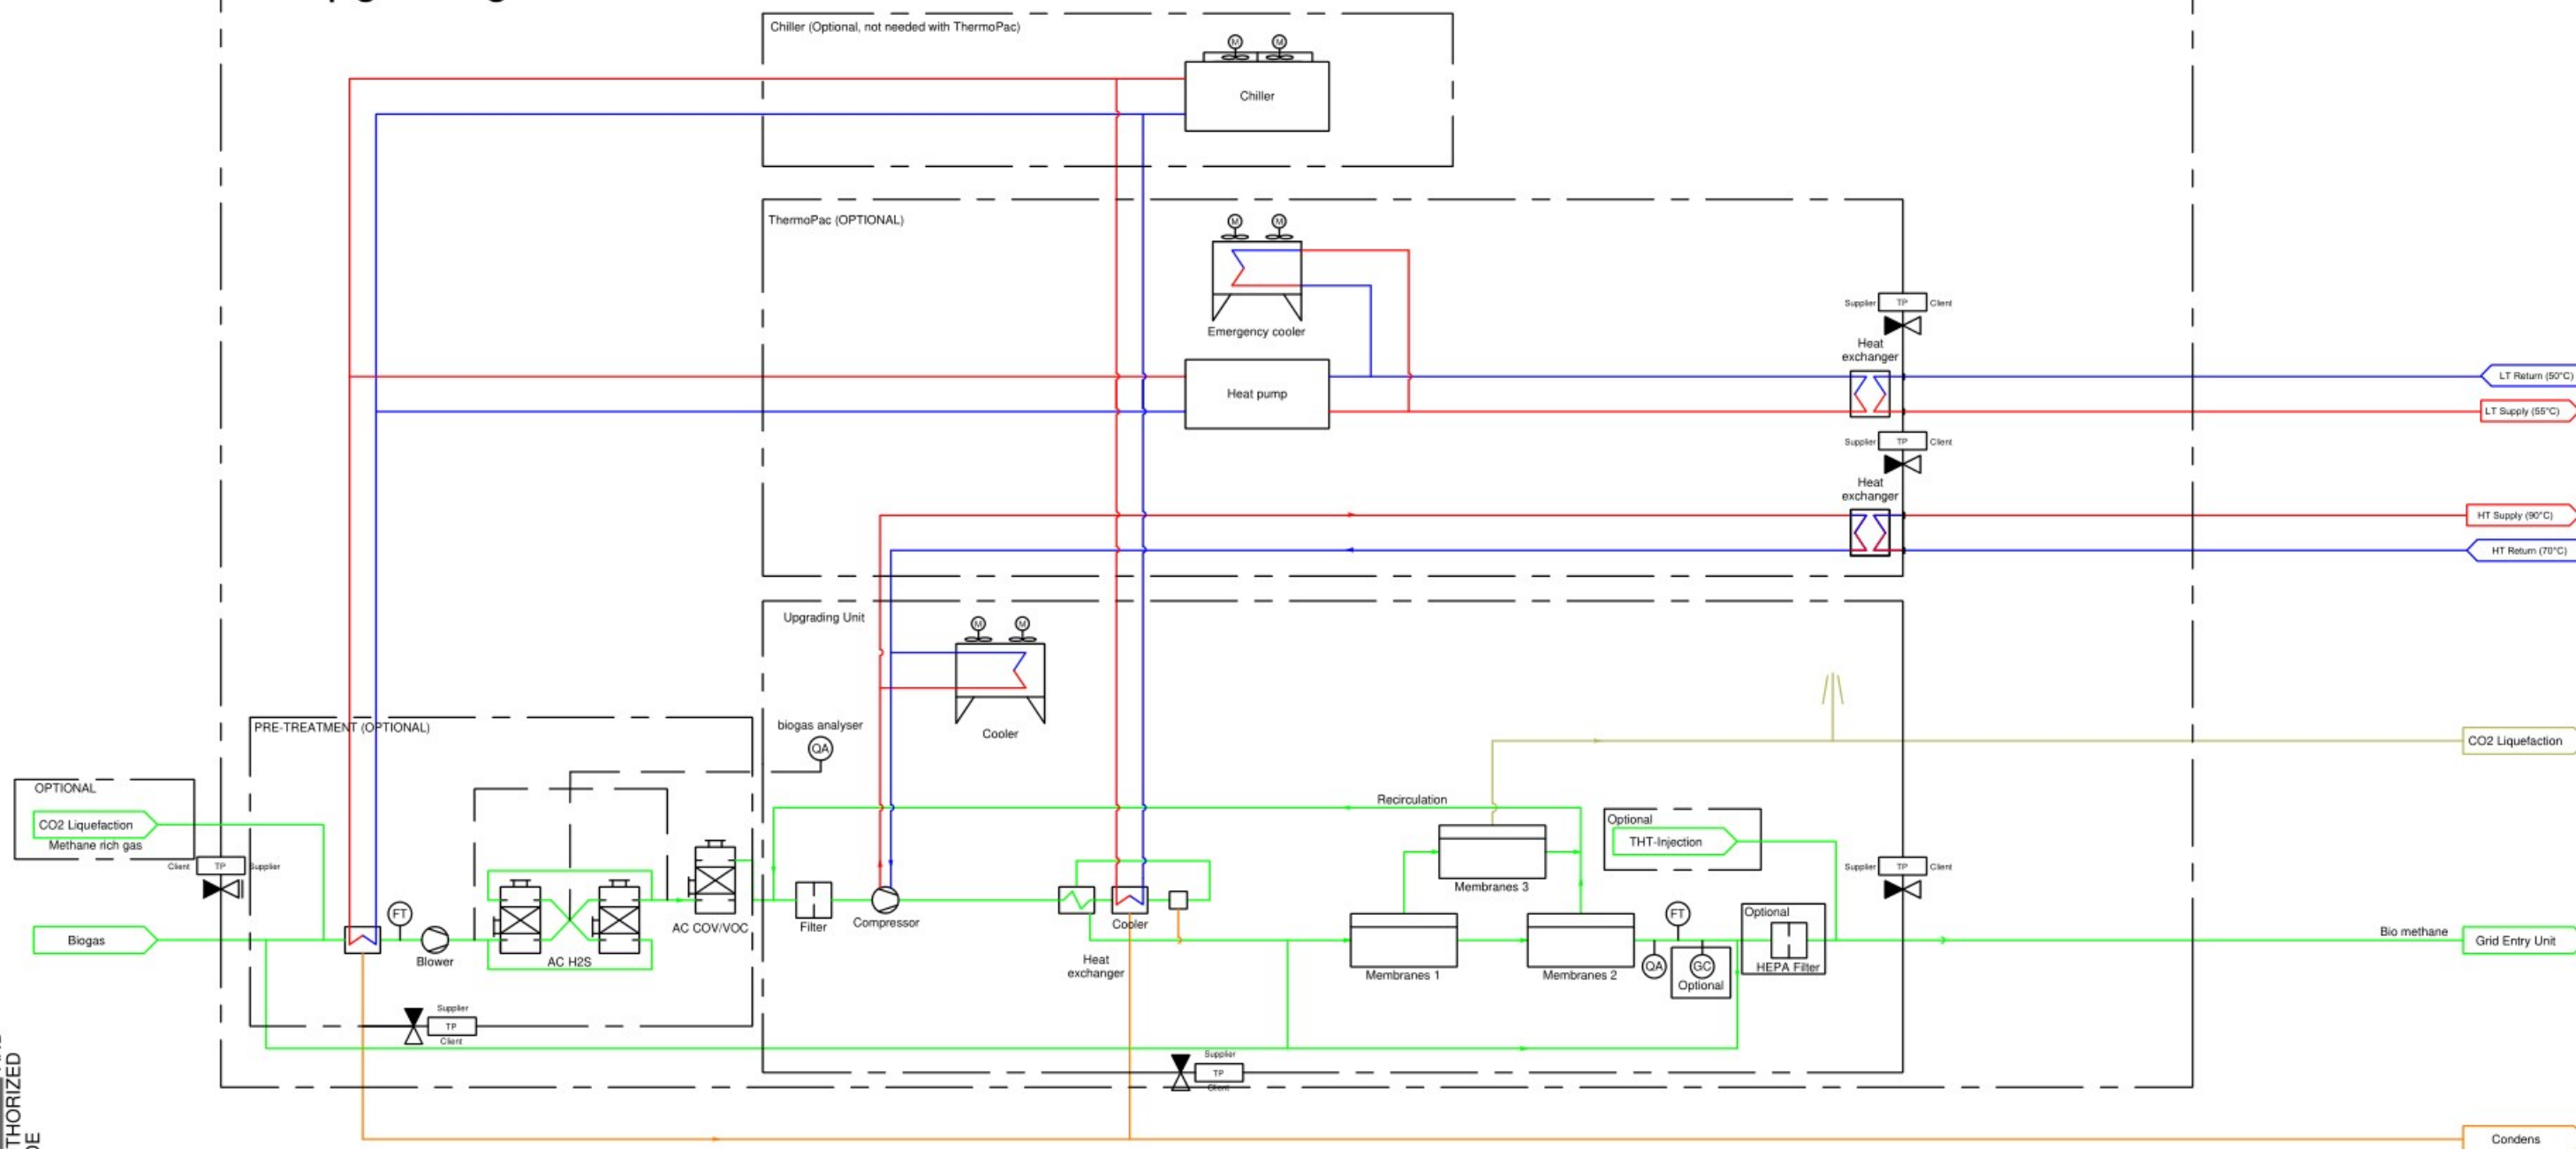 Chiller (Optional, not needed with ThermoPac)
M
M
Chiller
ThermoPac (OPTIONAL)
M
M
Emergency cooler
Supplier
TP
Client
Heat
exchanger
Heat pump
LT Return (50°C)
LT Supply (55°C)
Supplier
TP
Client
Heat
exchanger
HT Supply (90°C)
HT Return (70°C)
Upgrading Unit
M
M
Cooler
biogas analyser
QA
PRE-TREATMENT (OPTIONAL)
CO2 Liquefaction
OPTIONAL
CO2 Liquefaction
Methane rich gas
Client
TP
Supplier
Recirculation
Optional
THT-Injection
Membranes 3
Supplier
TP
Client
FT
AC COV/VOC
Filter
Compressor
Cooler
FT
Optional
Biogas
Blower
AC H2S
Heat
exchanger
Membranes 1
Membranes 2
QA
GC
Optional
HEPA Filter
Bio methane
Grid Entry Unit
Supplier
TP
Client
Supplier
TP
Client
THORIZED
Condens